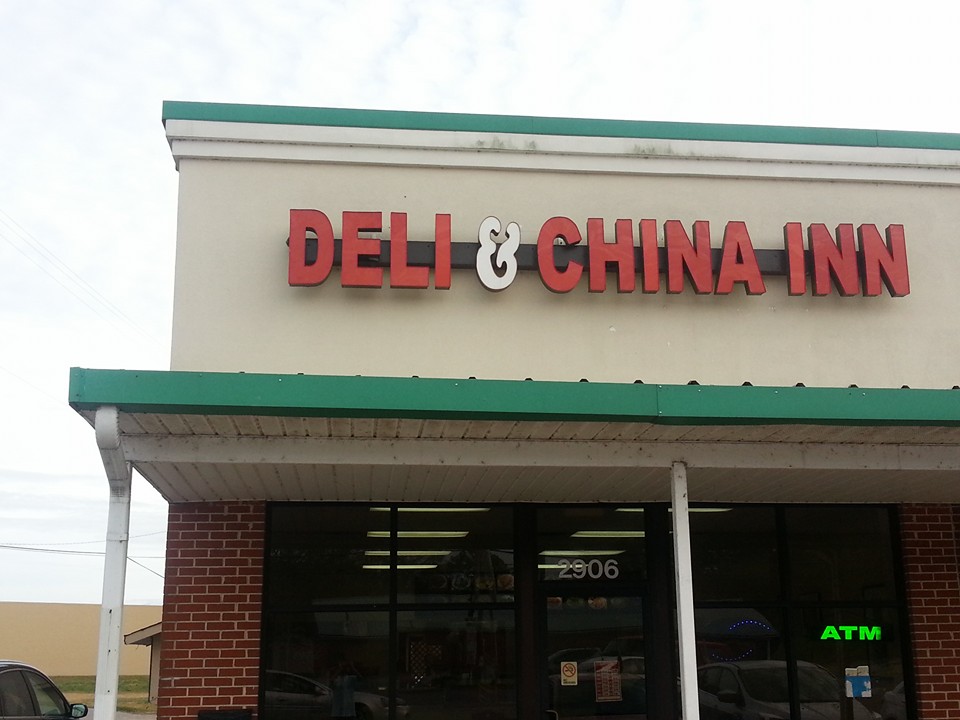 DELI & CHINA INN
2906
ATM